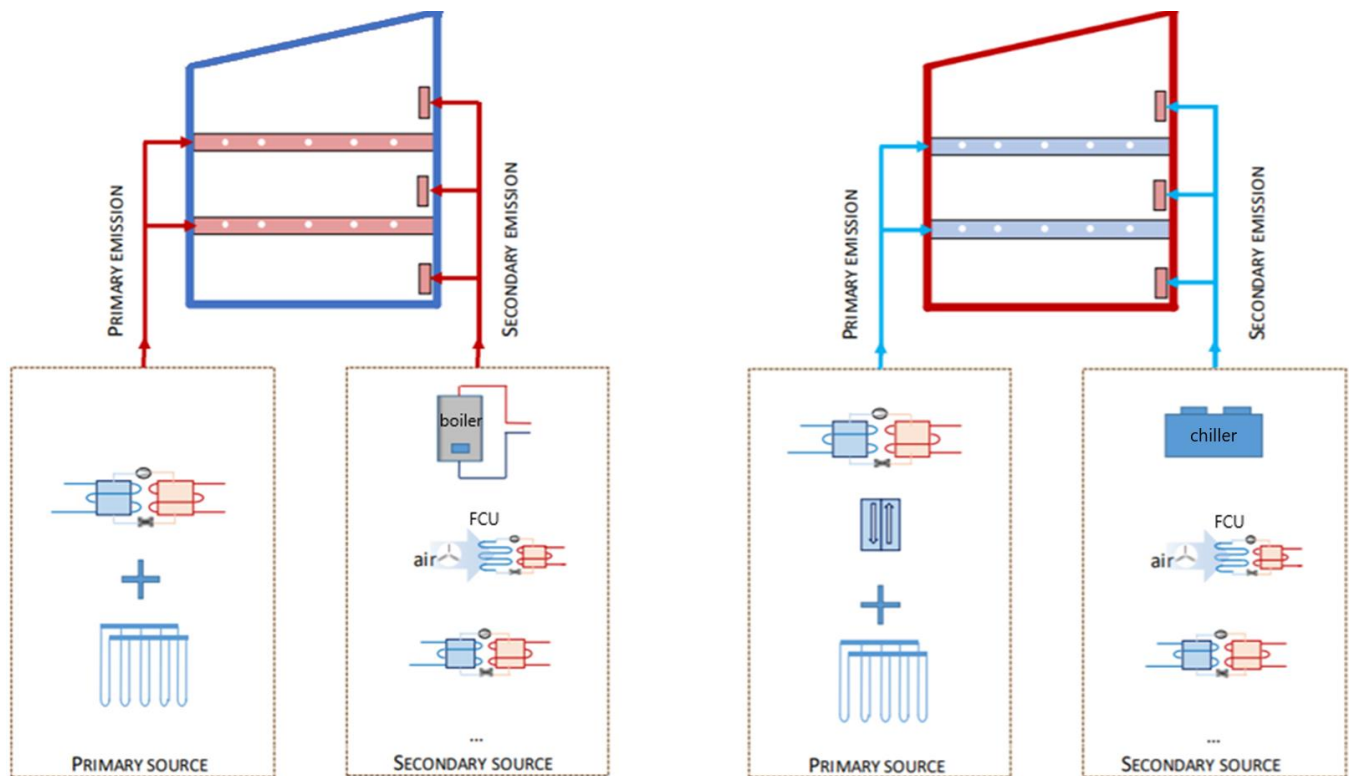 PRIMARY EMISSION
SECONDARY EMISSION
boiler
FCU
air
...
PRIMARY SOURCE
SECONDARY SOURCE
PRIMARY EMISSION
SECONDARY EMISSION
chiller
FCU
air
...
PRIMARY SOURCE
SECONDARY SOURCE